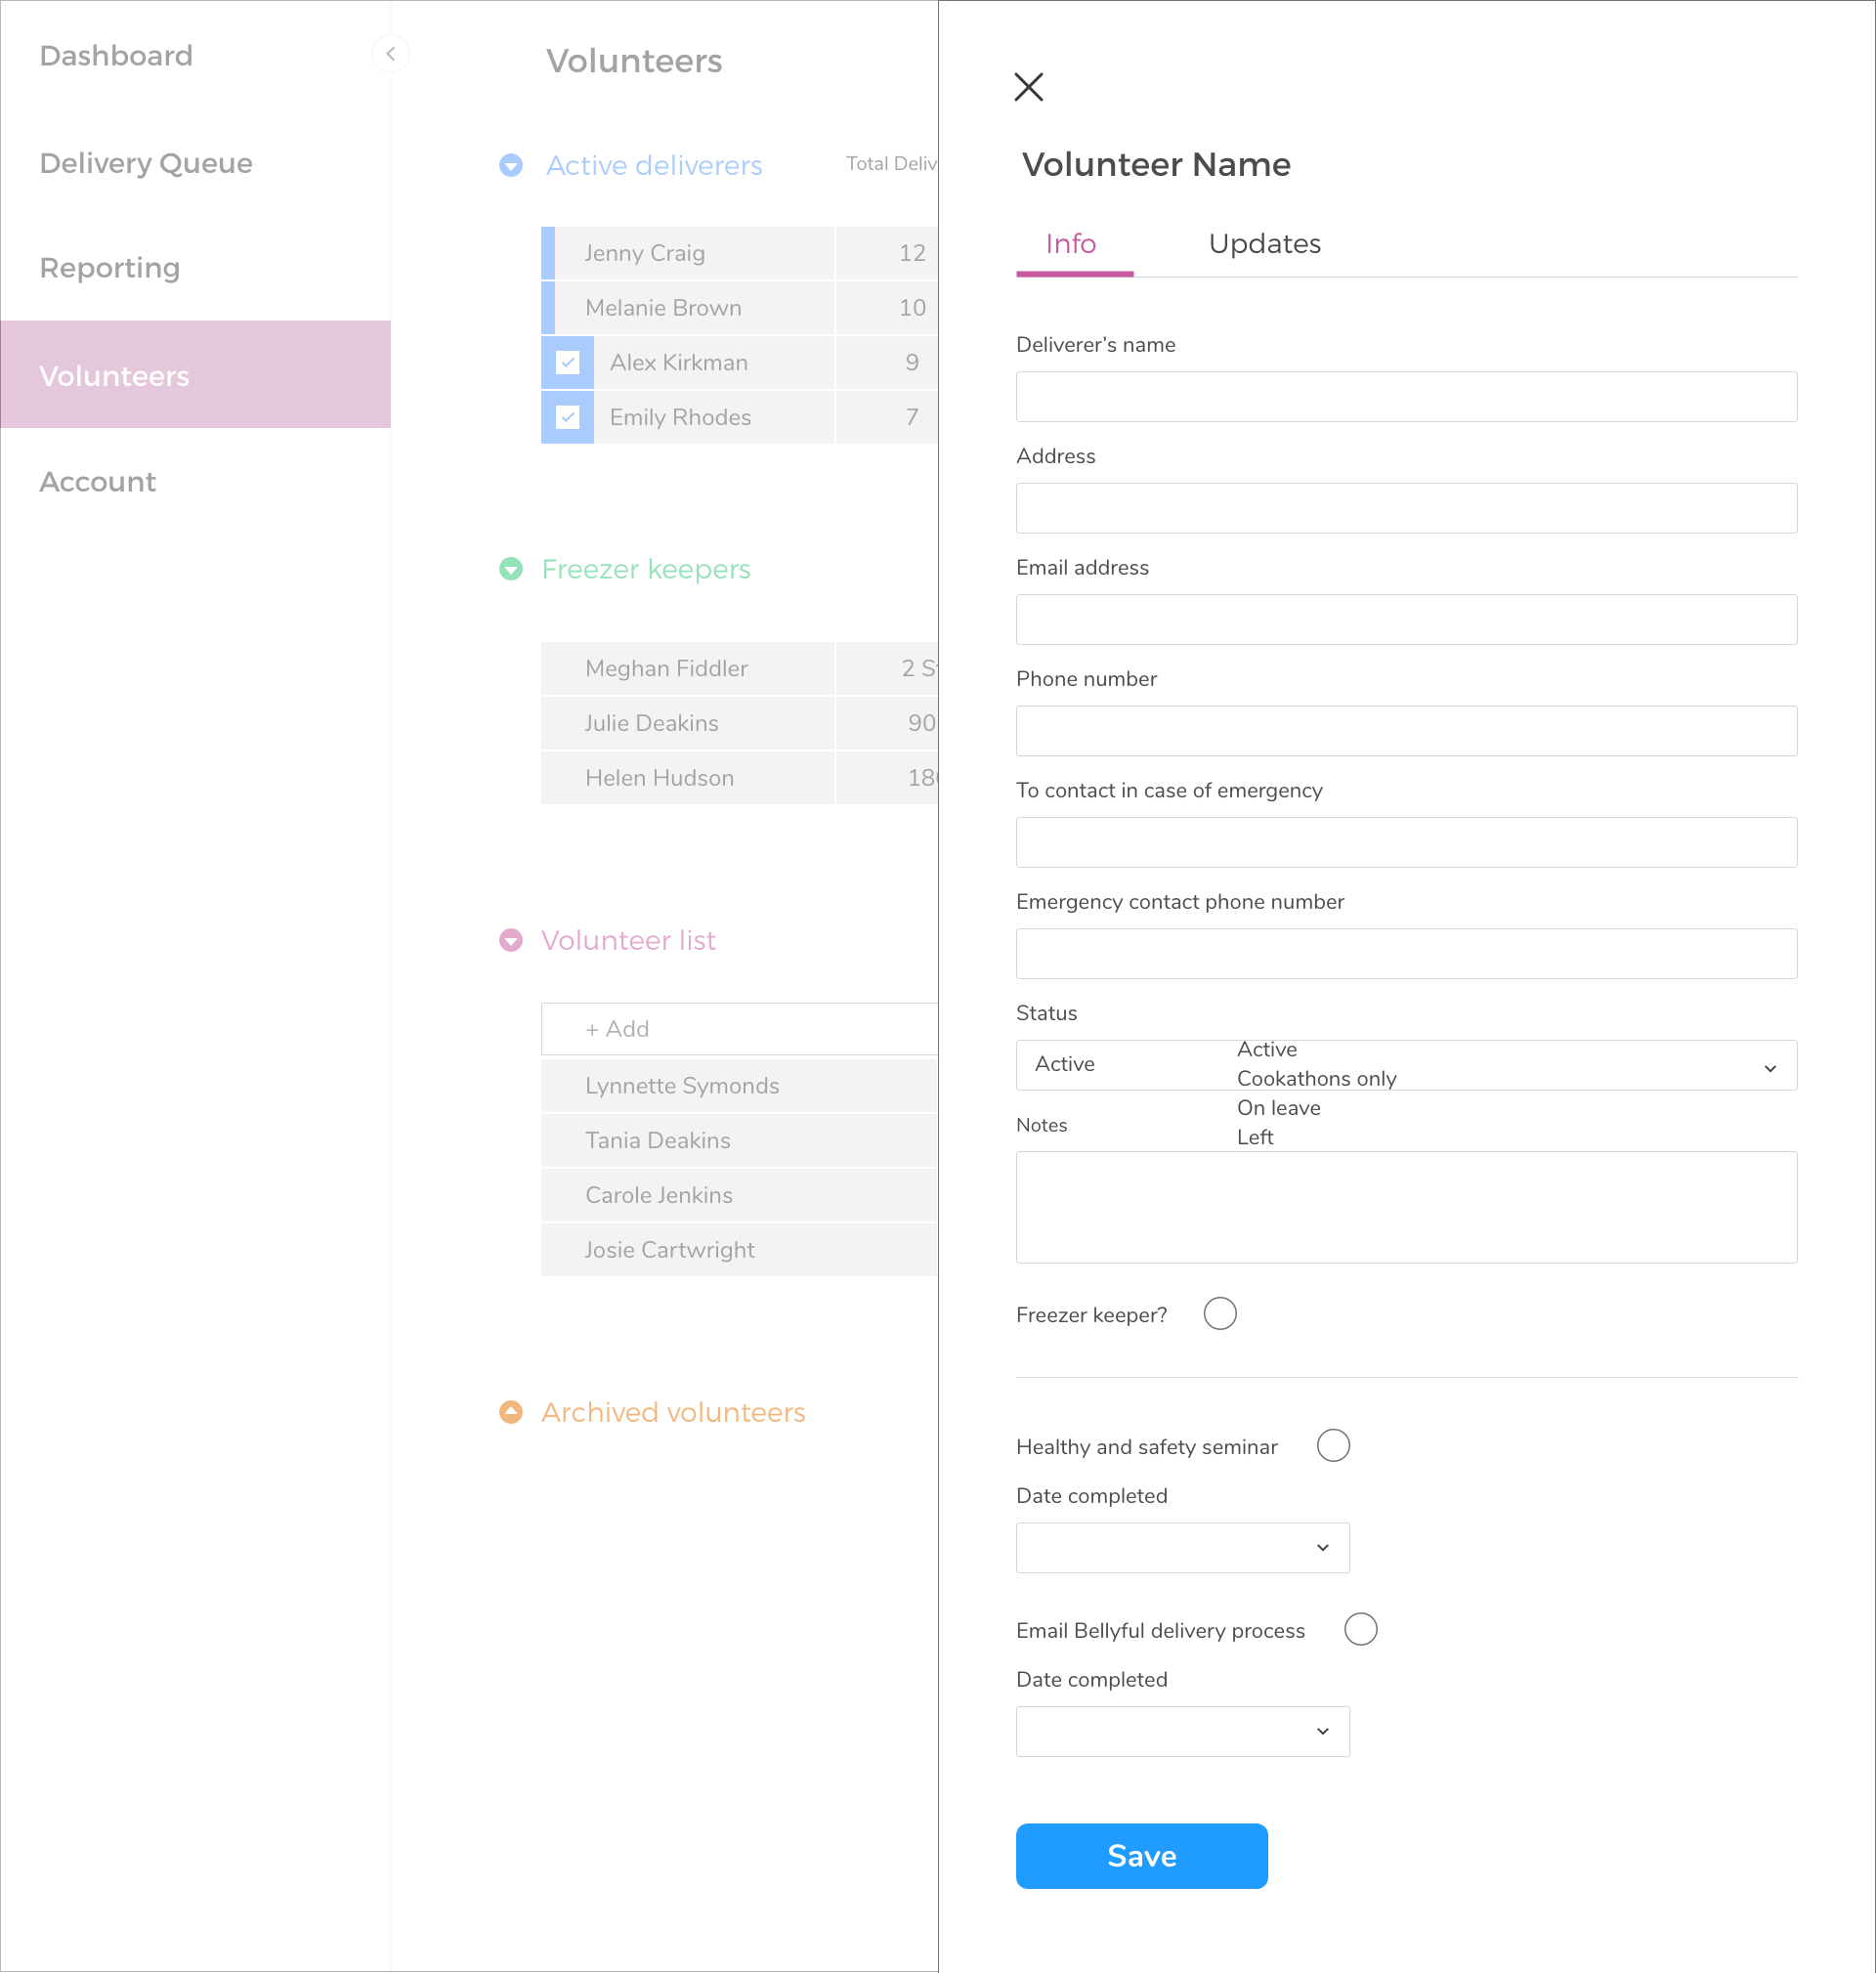 Dashboard
Delivery Queue
Reporting
Volunteers
Account
Volunteers
Active deliverers
Total Deliv
Jenny Craig 12
Melanie Brown 10
Alex Kirkman 9
Emily Rhodes 7
Freezer keepers
Meghan Fiddler 2 St
Julie Deakins 90
Helen Hudson 180
Volunteer list
+ Add
Lynnette Symonds
Tania Deakins
Carole Jenkins
Josie Cartwright
Archived volunteers
Volunteer Name
Info Updates
Deliverer’s name
Address
Email address
Phone number
To contact in case of emergency
Emergency contact phone number
Status
Active
Active
Cookathons only
On leave
Left
Notes
Freezer keeper?
Healthy and safety seminar
Date completed
Email Bellyful delivery process
Date completed
Save